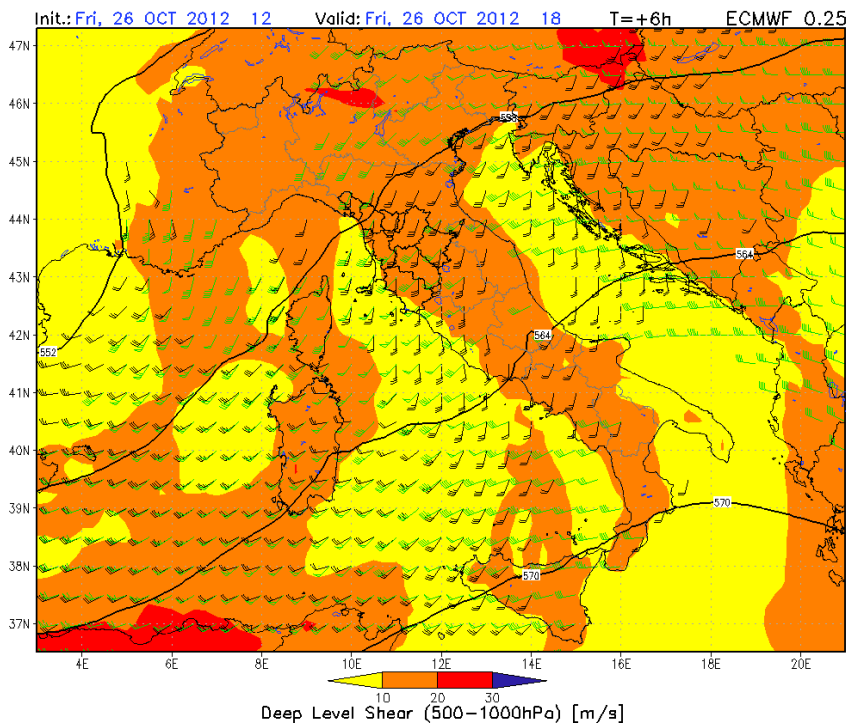 Init.: Fri, 26 OCT 2012 12 Valid: Fri, 26 OCT 2012 18 T=+6h ECMWF 0.25
47N
46N
558
45N
44N
564
43N
42N
564
552
41N
40N
39N
570
38N
570
37N
4E 6E 8E 10E 12E 14E 16E 18E 20E
10 20 30
Deep Level Shear (500-1000hPa) [m/s]